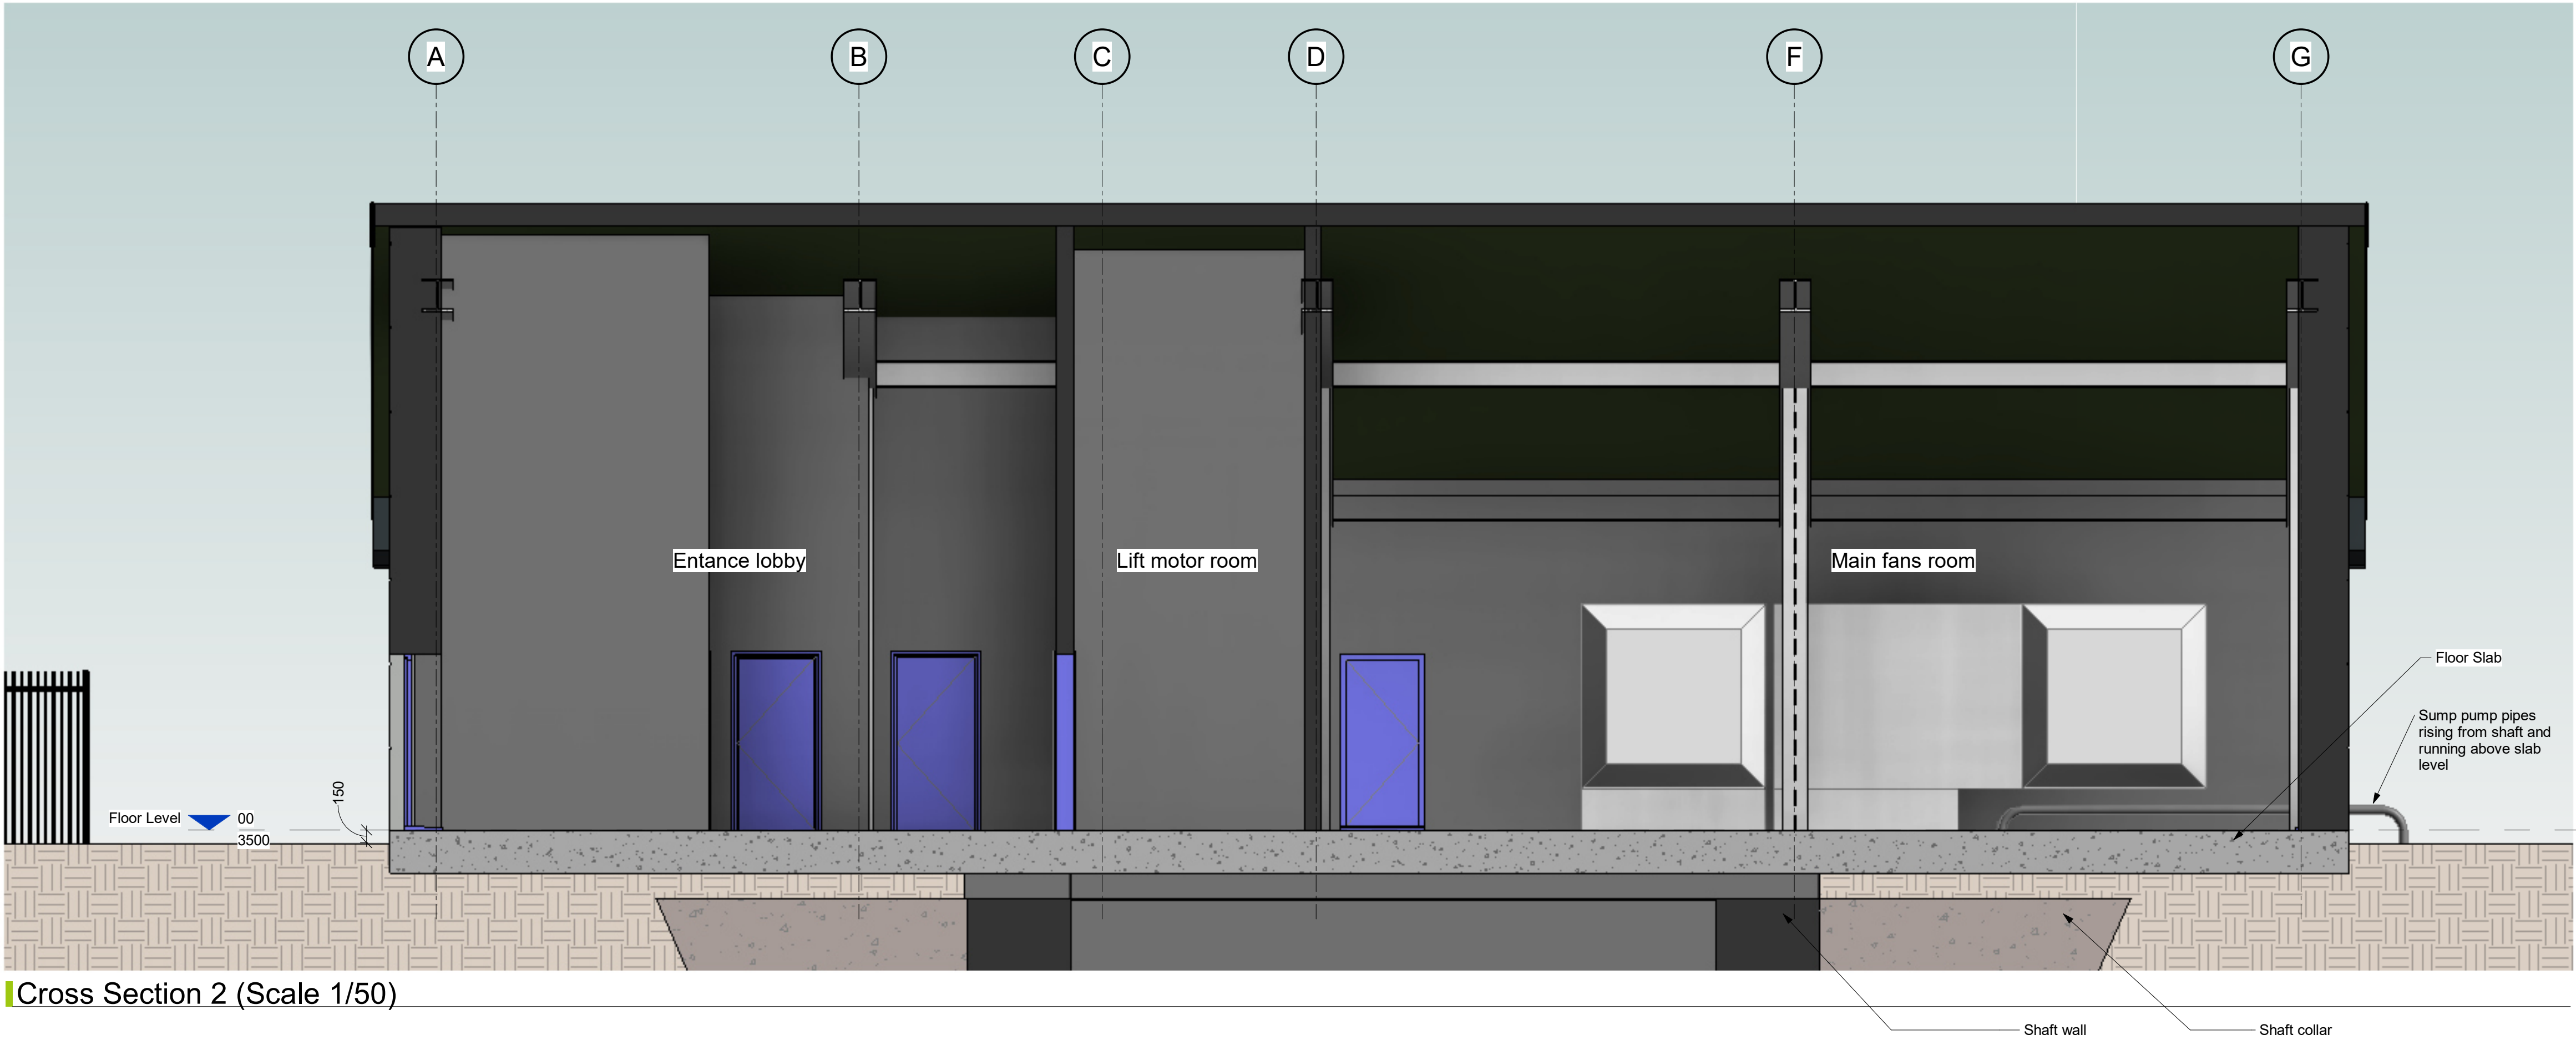 A
B
C
D
F
G
Entance lobby
Lift motor room
Main fans room
Floor Slab
Sump pump pipes
rising from shaft and
running above slab
level
150
Floor Level
00
3500
Cross Section 2 (Scale 1/50)
Shaft wall
Shaft collar